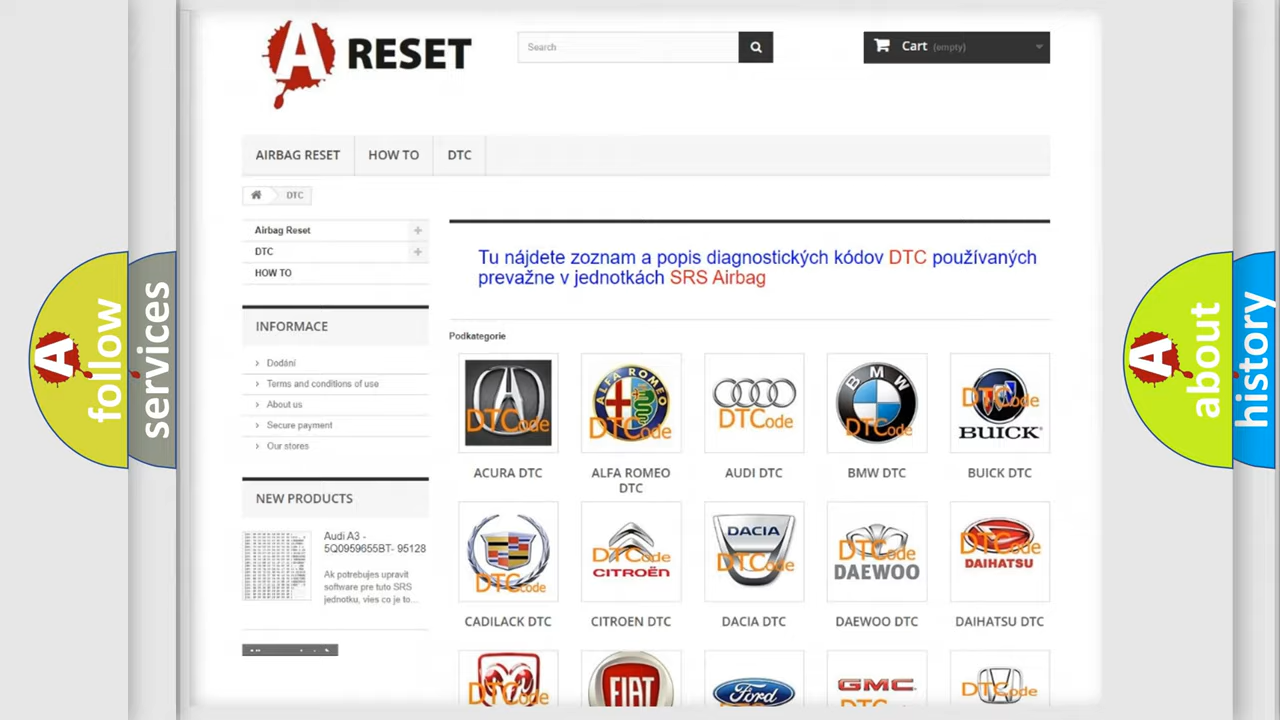 A RESET
Search
Cart (empty)
AIRBAG RESET
HOW TO
DTC
DTC
Airbag Reset
DTC
HOW TO
Tu nájdete zoznam a popis diagnostických kódov DTC používaných
prevažne v jednotkách SRS Airbag
INFORMACE
Dodání
Terms and conditions of use
About us
Secure payment
Our stores
NEW PRODUCTS
Audi A3 -
5Q0959655BT- 95128
Ak potrebujes upravit
software pre tuto SRS
jednotku, vies co je to...
Podkategorie
DTCode
ALFA ROMEO
DTCode
DTCode
BMW
DTCode
DTCode
BUICK
ACURA DTC
ALFA ROMEO
DTC
AUDI DTC
BMW DTC
BUICK DTC
DTCode
DTCode
CITROËN
DACIA
DTCode
DTCode
DAEWOO
DTCode
DAIHATSU
CADILACK DTC
CITROEN DTC
DACIA DTC
DAEWOO DTC
DAIHATSU DTC
DTCode
FIAT
Ford
GMC
DTCode
A follow
services
A about
history